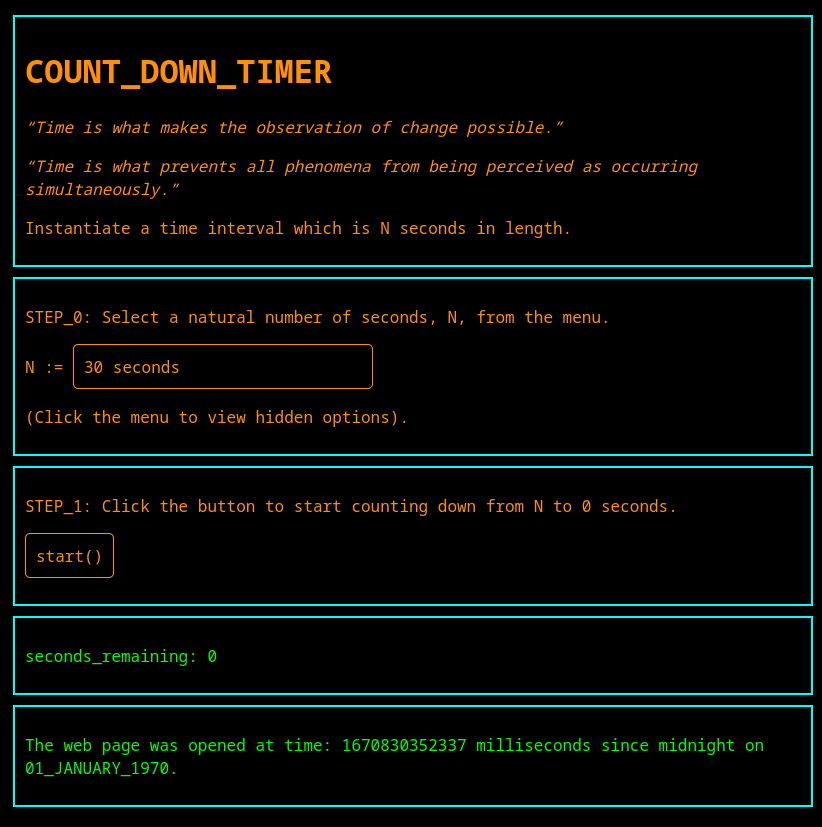 COUNT_DOWN_TIMER
“Time is what makes the observation of change possible.”
“Time is what prevents all phenomena from being perceived as occurring
simultaneously.”
Instantiate a time interval which is N seconds in length.
STEP_0: Select a natural number of seconds, N, from the menu.
N := 30 seconds
(Click the menu to view hidden options).
STEP_1: Click the button to start counting down from N to 0 seconds.
start()
seconds_remaining: 0
The web page was opened at time: 1670830352337 milliseconds since midnight on
01_JANUARY_1970.